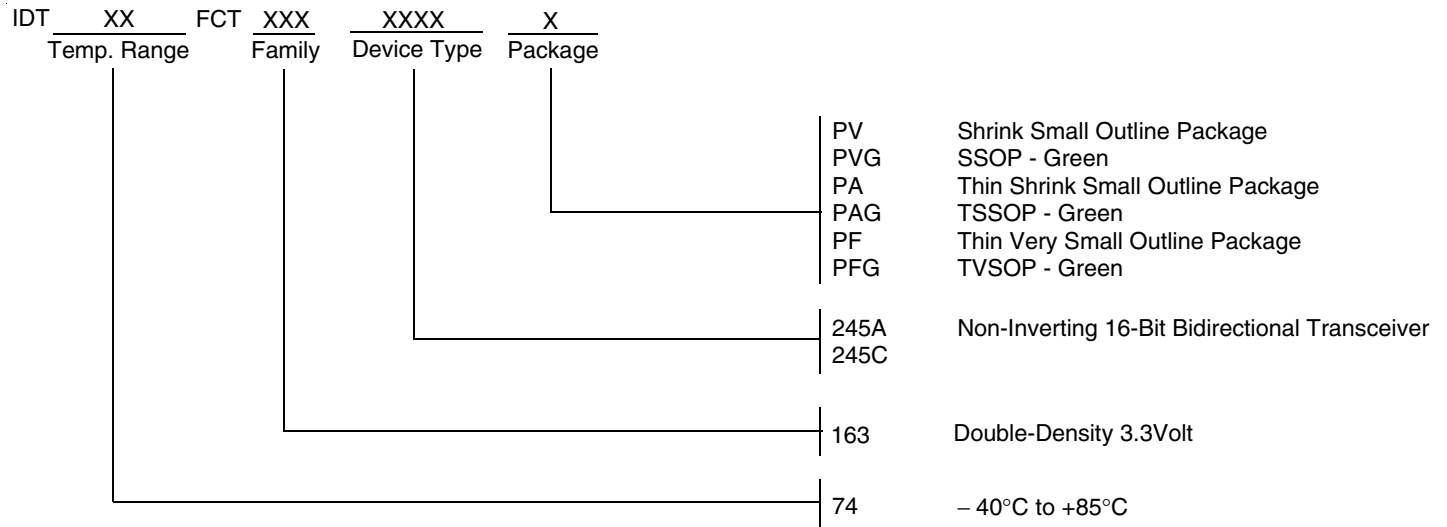 IDT XX FCT XXX XXXX X
Temp. Range Family Device Type Package
PV Shrink Small Outline Package
PVG SSOP - Green
PA Thin Shrink Small Outline Package
PAG TSSOP - Green
PF Thin Very Small Outline Package
PFG TVSOP - Green
245A Non-Inverting 16-Bit Bidirectional Transceiver
245C
163 Double-Density 3.3Volt
74 – 40°C to +85°C